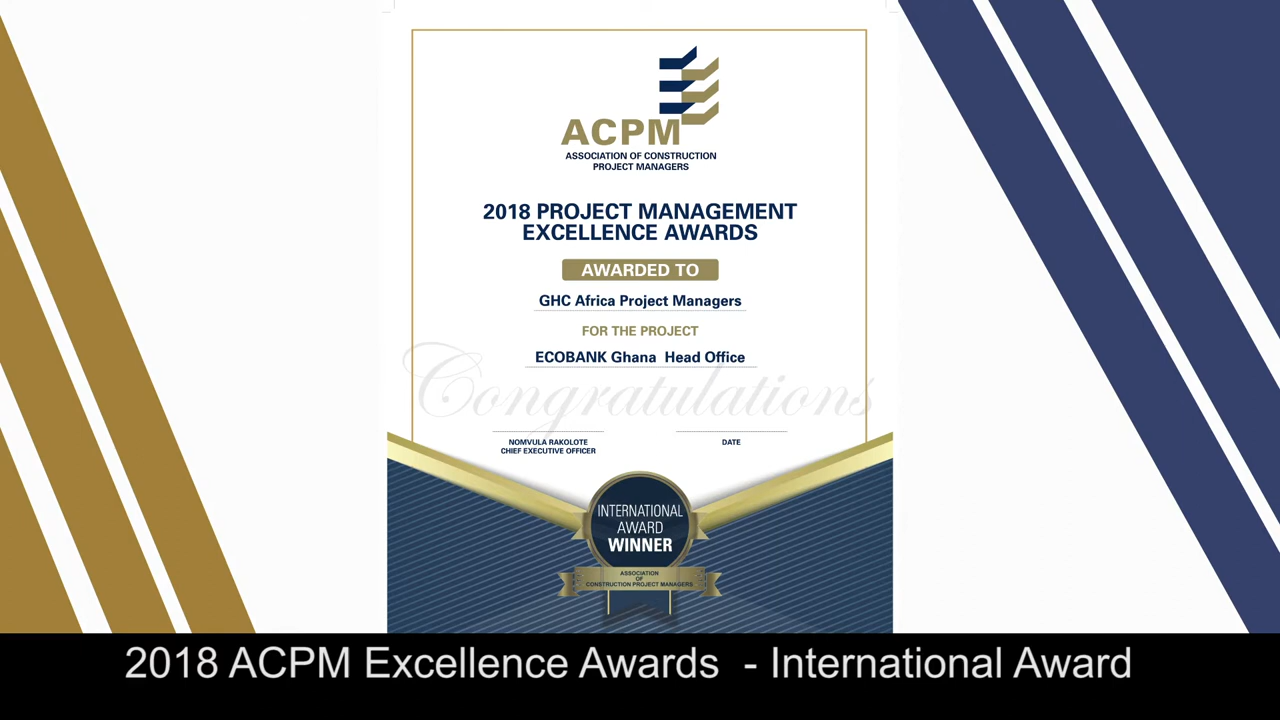 ACPM
ASSOCIATION OF CONSTRUCTION
PROJECT MANAGERS
2018 PROJECT MANAGEMENT
EXCELLENCE AWARDS
AWARDED TO
GHC Africa Project Managers
FOR THE PROJECT
ECOBANK Ghana Head Office
Congratulations
NOMVULA RAKOLOTE
CHIEF EXECUTIVE OFFICER
DATE
INTERNATIONAL
AWARD
WINNER
ASSOCIATION
OF
CONSTRUCTION PROJECT MANAGERS
2018 ACPM Excellence Awards - International Award